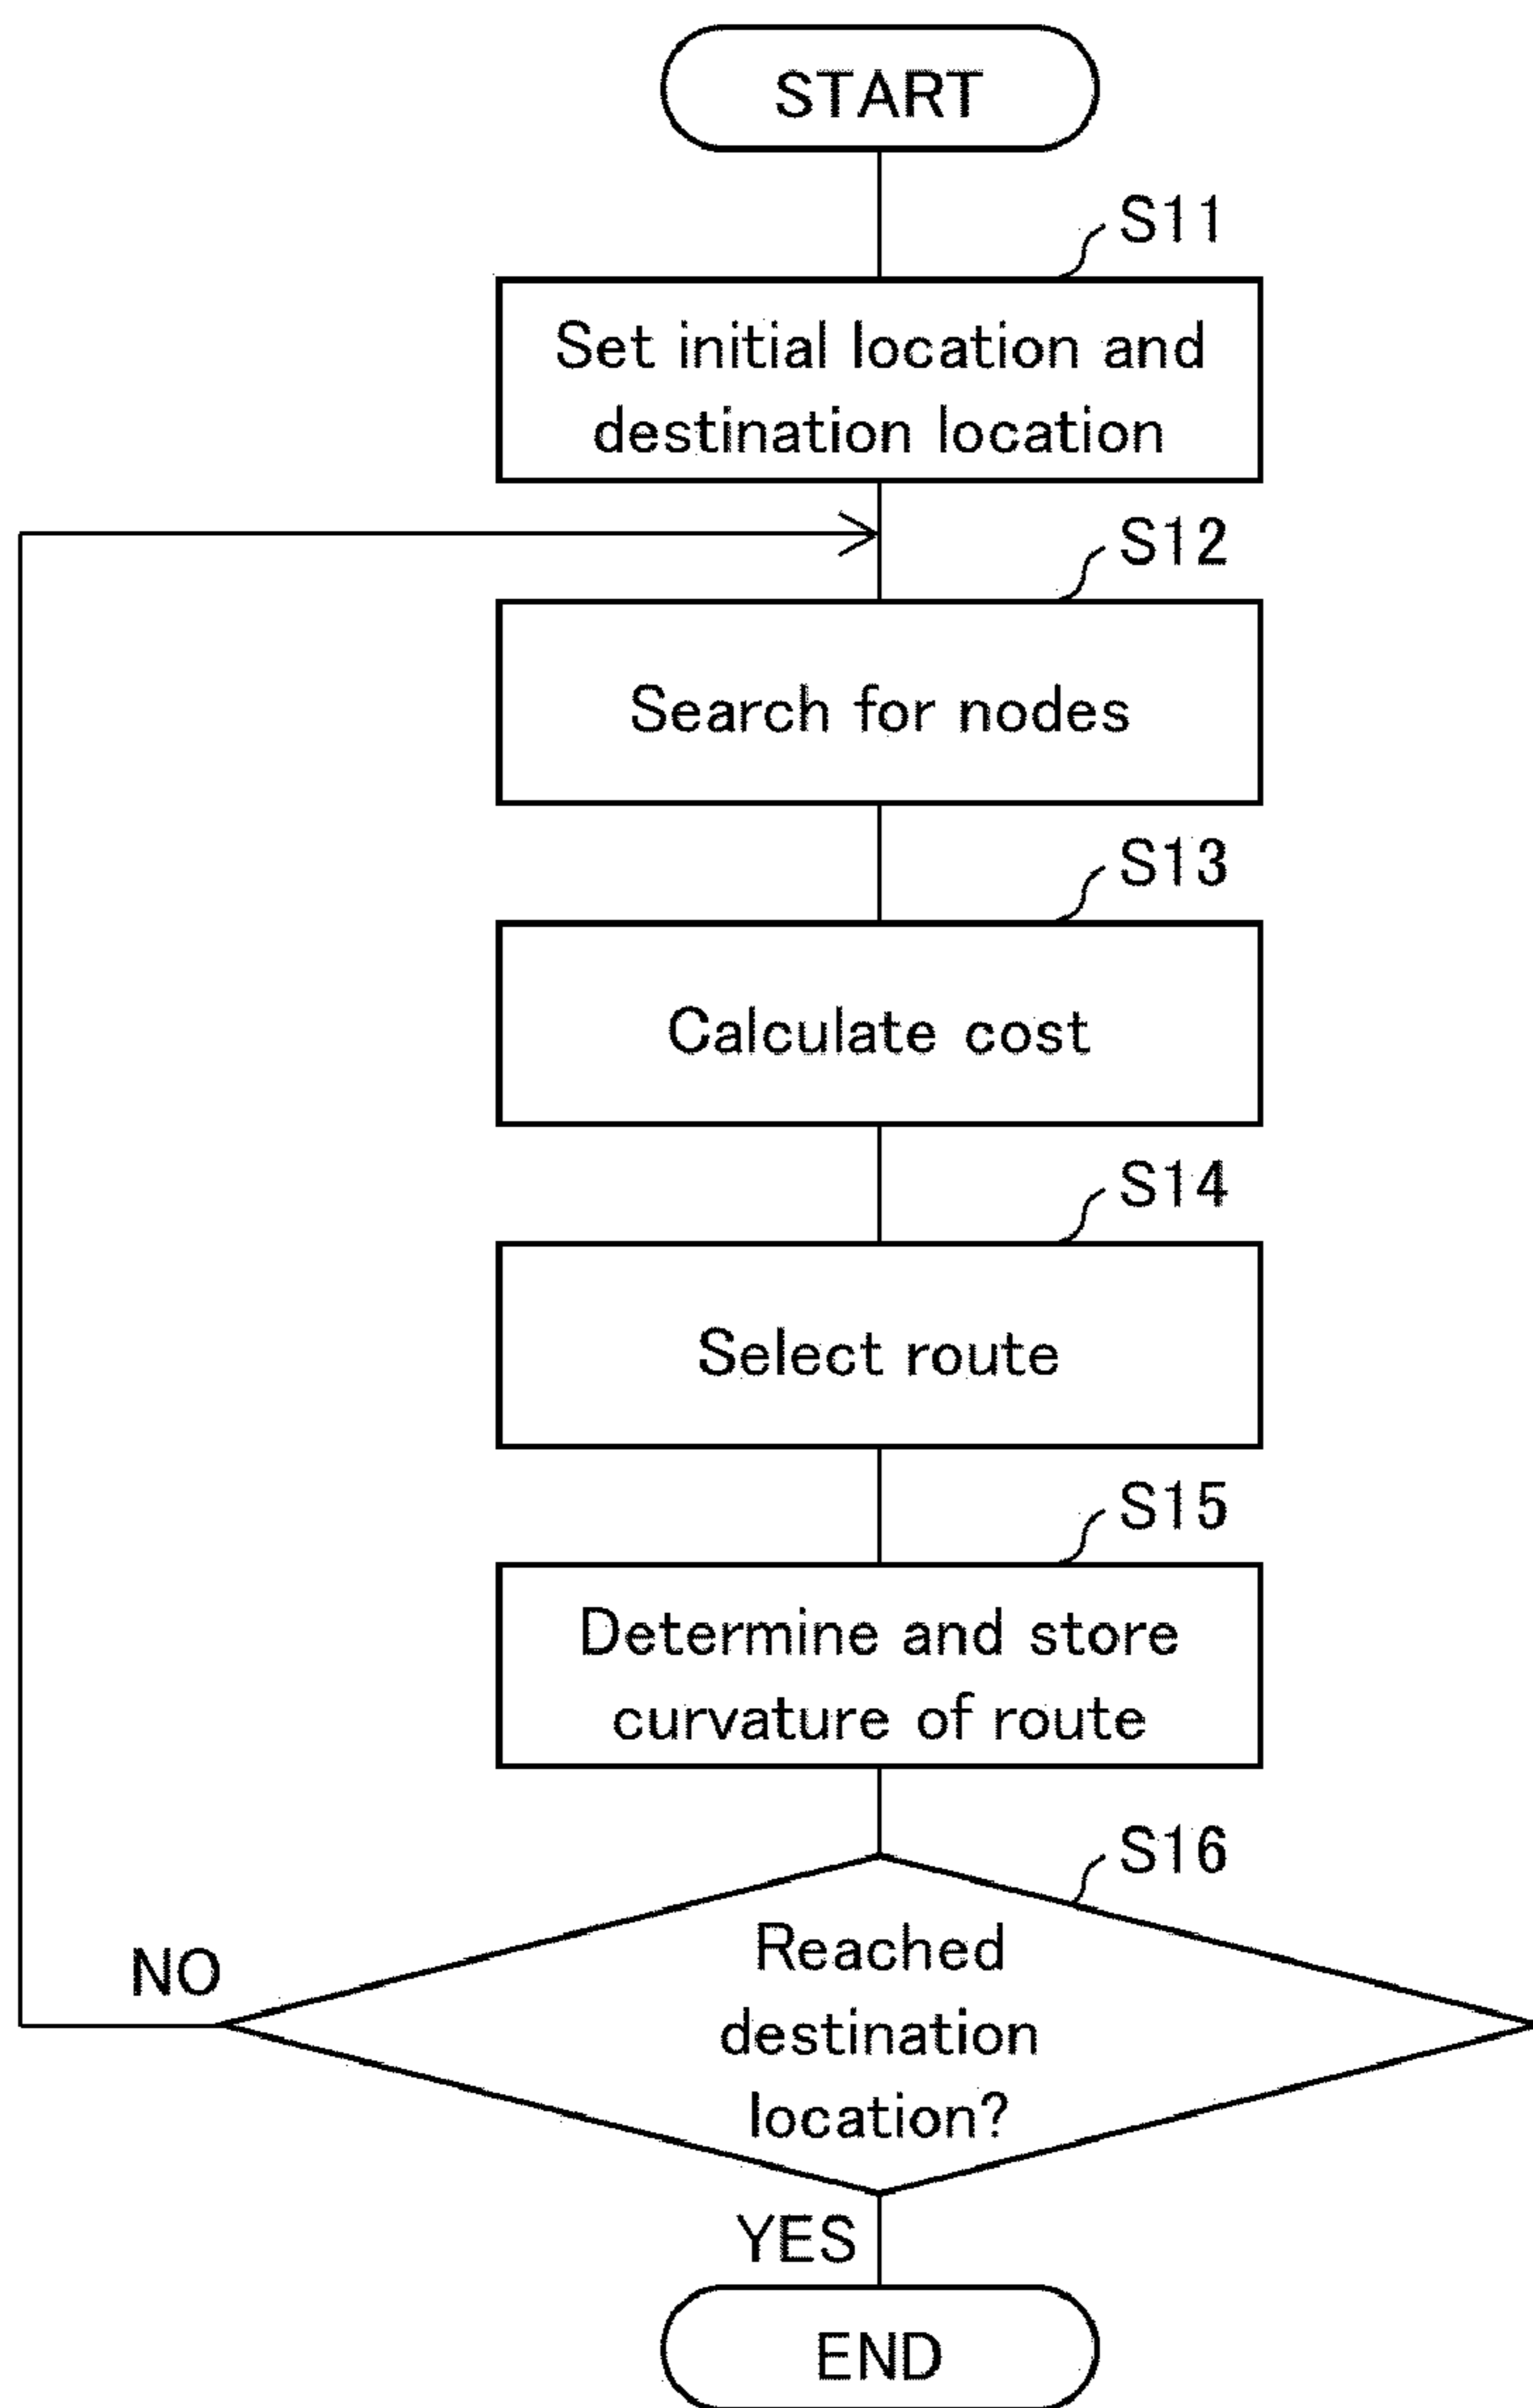 START
S11
Set initial location and
destination location
S12
Search for nodes
S13
Calculate cost
S14
Select route
S15
Determine and store
curvature of route
S16
Reached
destination
location?
NO
YES
END